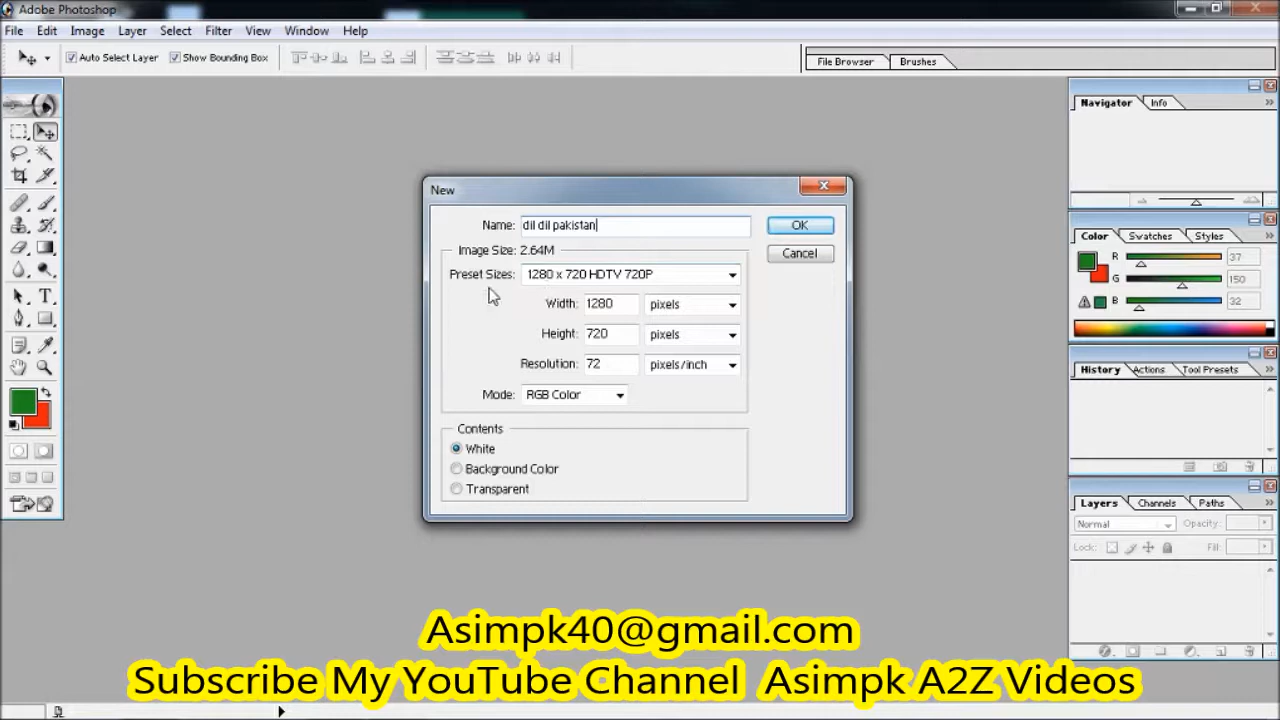 Adobe Photoshop
File Edit Image Layer Select Filter View Window Help
Auto Select Layer Show Bounding Box File Browser Brushes
Navigator Info
New
Name: dil dil pakistan OK
Image Size: 2.64M Cancel
Preset Sizes: 1280 x 720 HDTV 720P
Width: 1280 pixels
Height: 720 pixels
Resolution: 72 pixels/inch
Mode: RGB Color
Contents
White
Background Color
Transparent
Color Swatches Styles
R 37
G 150
B 32
History Actions Tool Presets
Layers Channels Paths
Normal Opacity:
Lock: Fill:
Asimpk40@gmail.com
Subscribe My YouTube Channel Asimpk A2Z Videos